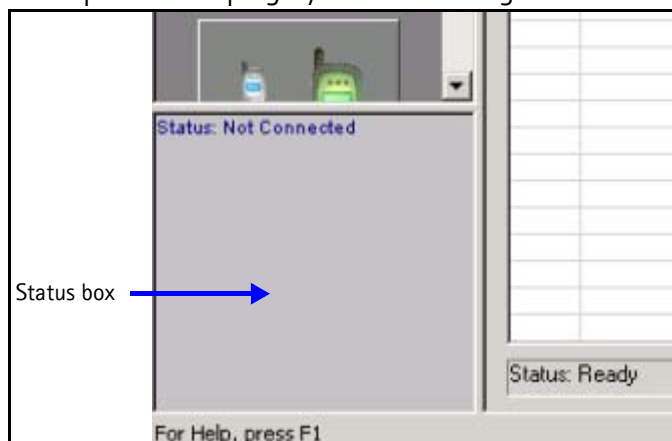 Status: Not Connected
Status box
Status: Ready
For Help, press F1